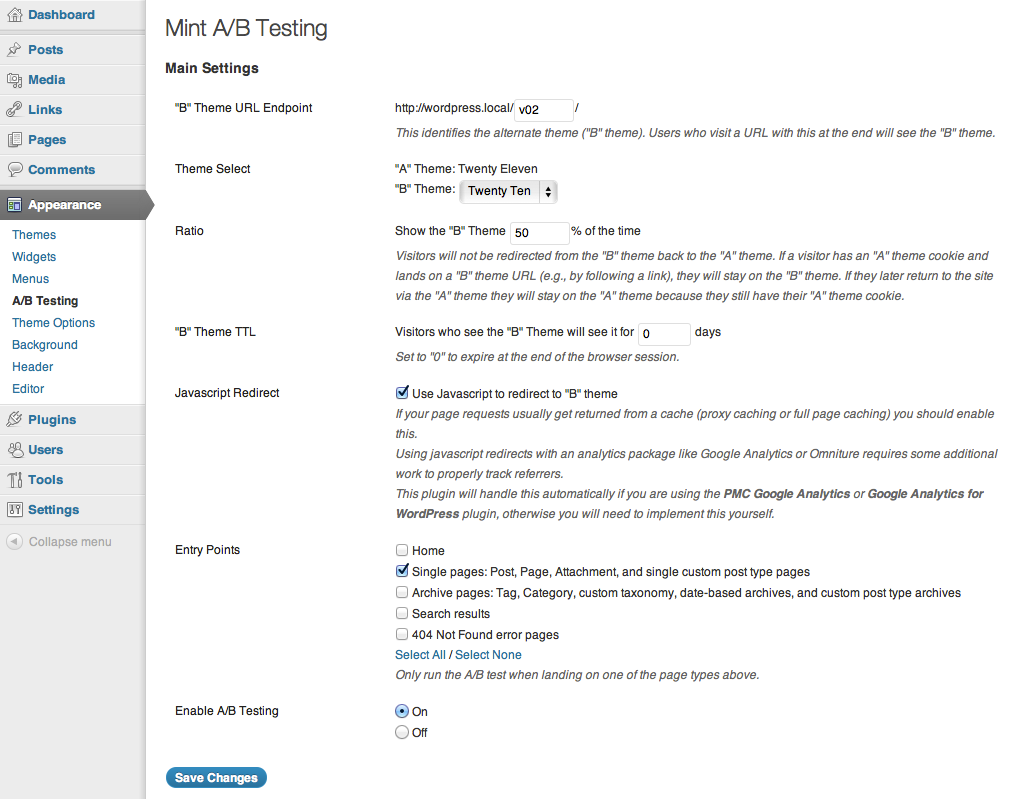 Dashboard
Posts
Media
Links
Pages
Comments
Appearance
Themes
Widgets
Menus
A/B Testing
Theme Options
Background
Header
Editor
Plugins
Users
Tools
Settings
Collapse menu
Mint A/B Testing
Main Settings
"B" Theme URL Endpoint
http://wordpress.local/ v02 /
This identifies the alternate theme ("B" theme). Users who visit a URL with this at the end will see the "B" theme.
Theme Select
"A" Theme: Twenty Eleven
"B" Theme: Twenty Ten
Ratio
Show the "B" Theme 50 % of the time
Visitors will not be redirected from the "B" theme back to the "A" theme. If a visitor has an "A" theme cookie and
lands on a "B" theme URL (e.g., by following a link), they will stay on the "B" theme. If they later return to the site
via the "A" theme they will stay on the "A" theme because they still have their "A" theme cookie.
"B" Theme TTL
Visitors who see the "B" Theme will see it for 0 days
Set to "0" to expire at the end of the browser session.
Javascript Redirect
Use Javascript to redirect to "B" theme
If your page requests usually get returned from a cache (proxy caching or full page caching) you should enable
this.
Using javascript redirects with an analytics package like Google Analytics or Omniture requires some additional
work to properly track referrers.
This plugin will handle this automatically if you are using the PMC Google Analytics or Google Analytics for
WordPress plugin, otherwise you will need to implement this yourself.
Entry Points
Home
Single pages: Post, Page, Attachment, and single custom post type pages
Archive pages: Tag, Category, custom taxonomy, date-based archives, and custom post type archives
Search results
404 Not Found error pages
Select All / Select None
Only run the A/B test when landing on one of the page types above.
Enable A/B Testing
On
Off
Save Changes